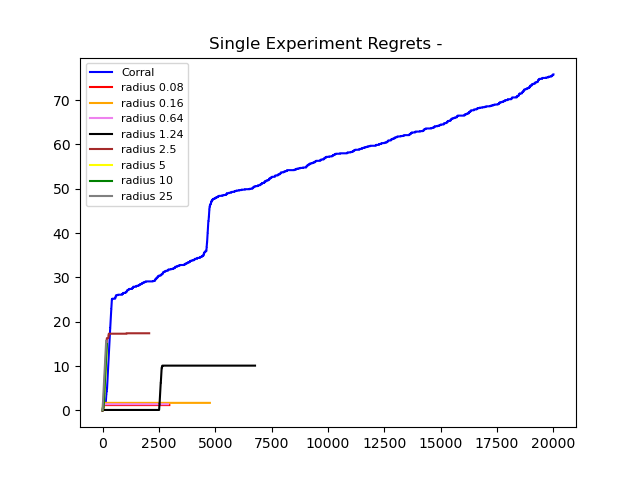 Single Experiment Regrets -
Corral
radius 0.08
radius 0.16
radius 0.64
radius 1.24
radius 2.5
radius 5
radius 10
radius 25
70
60
50
40
30
20
10
0
0 2500 5000 7500 10000 12500 15000 17500 20000